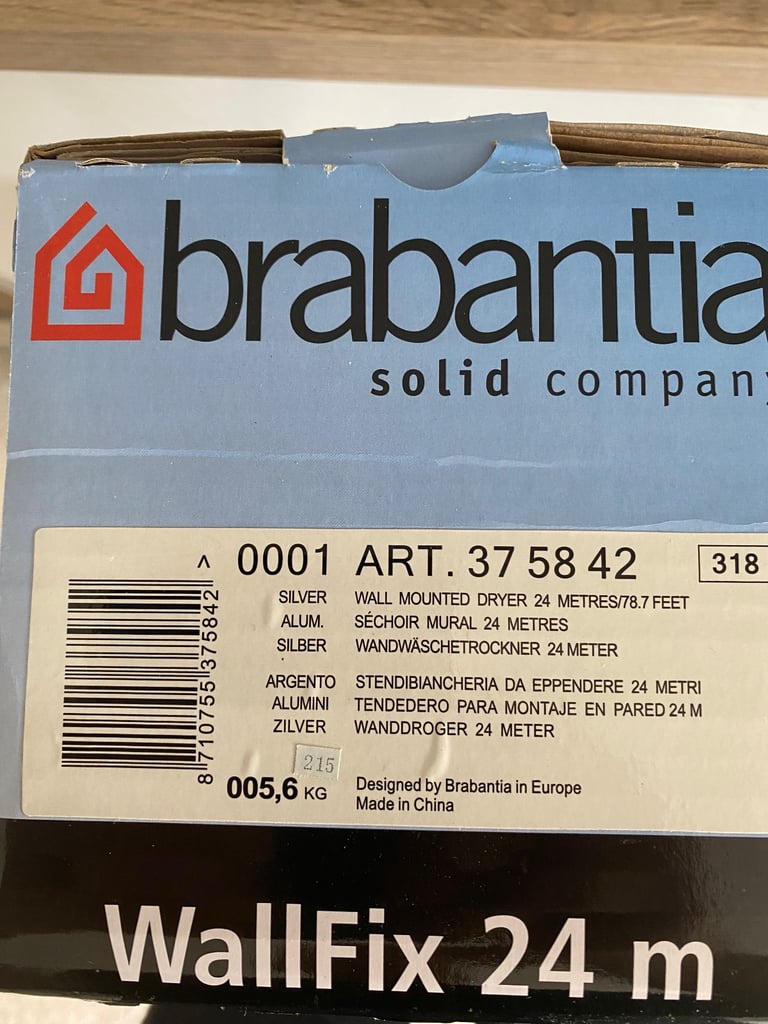 brabantia
solid company
^ 0001 ART. 37 58 42 318
SILVER WALL MOUNTED DRYER 24 METRES/78.7 FEET
ALUM. SÉCHOIR MURAL 24 METRES
SILBER WANDWÄSCHETROCKNER 24 METER
ARGENTO STENDIBIANCHERIA DA EPPENDERE 24 METRI
ALUMINI TENDEDERO PARA MONTAJE EN PARED 24 M
ZILVER WANDDROGER 24 METER
8 710755 375842
215
005,6 KG Designed by Brabantia in Europe
Made in China
WallFix 24 m